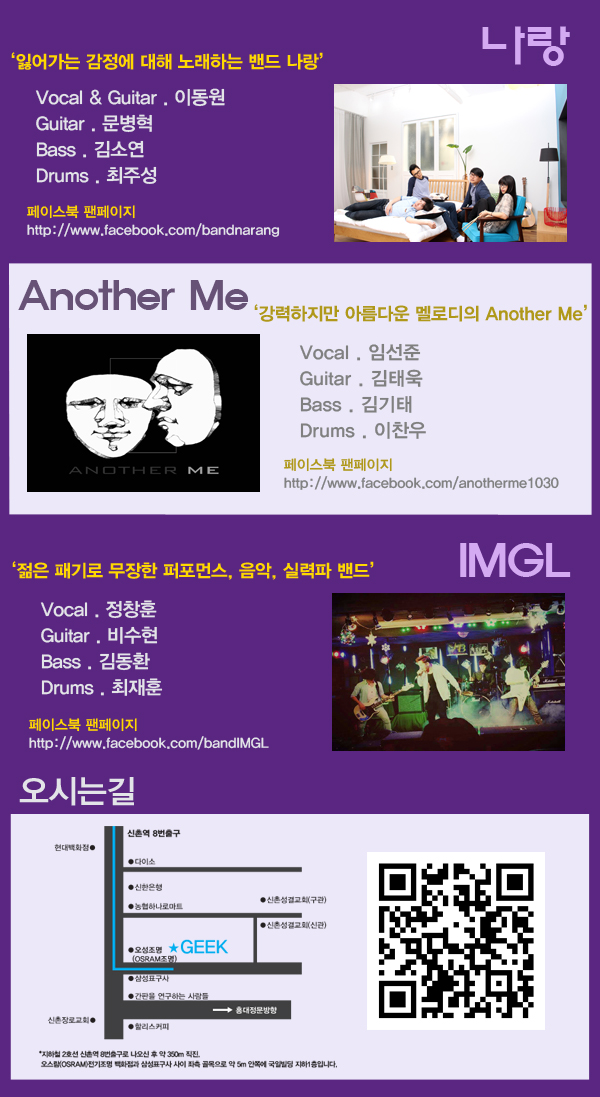 나랑
‘잃어가는 감정에 대해 노래하는 밴드 나랑’
Vocal & Guitar . 이동원
Guitar . 문병혁
Bass . 김소연
Drums . 최주성
페이스북 팬페이지
http://www.facebook.com/bandnarang
Another Me
‘강력하지만 아름다운 멜로디의 Another Me’
ANOTHER ME
Vocal . 임선준
Guitar . 김태욱
Bass . 김기태
Drums . 이찬우
페이스북 팬페이지
http://www.facebook.com/anotherme1030
IMGL
‘젊은 패기로 무장한 퍼포먼스, 음악, 실력파 밴드’
Vocal . 정창훈
Guitar . 비수현
Bass . 김동환
Drums . 최재훈
페이스북 팬페이지
http://www.facebook.com/bandIMGL
오시는길
신촌역 8번출구
현대백화점●
●다이소
●신한은행
●농협하나로마트
●신촌성결교회(구관)
●신촌성결교회(신관)
●오성조명
(OSRAM조명)
★GEEK
●삼성표구사
●간판을 연구하는 사람들
→ 홍대정문방향
신촌장로교회●
●할리스커피
*지하철 2호선 신촌역 8번출구로 나오신 후 약 350m 직진.
오스람(OSRAM)전기조명 백화점과 삼성표구사 사이 좌측 골목으로 약 5m 안쪽에 국일빌딩 지하1층입니다.